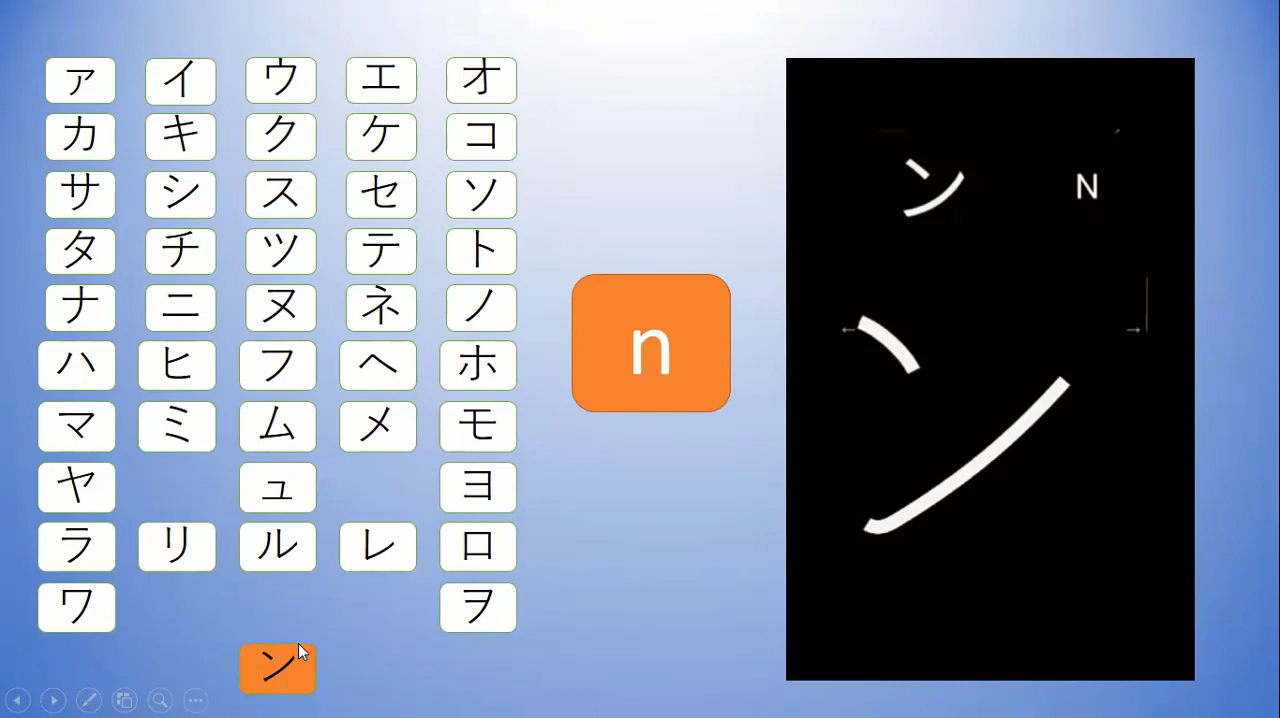 ァ イ ウ エ オ
カ キ ク ケ コ
サ シ ス セ ソ
タ チ ツ テ ト
ナ ニ ヌ ネ ノ
ハ ヒ フ ヘ ホ
マ ミ ム メ モ
ヤ ュ ヨ
ラ リ ル レ ロ
ワ ヲ
ン
n
ン N
ン